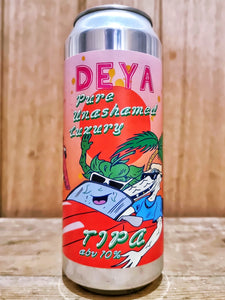 DEYA
Pure
Unashamed
Luxury
TIPA
abv 10%